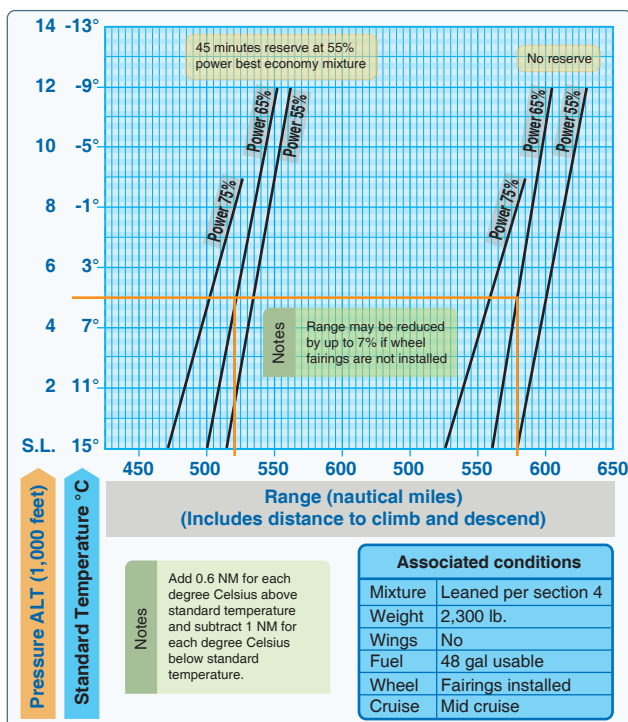 14 -13°
45 minutes reserve at 55%
power best economy mixture
No reserve
12 -9°
Power 65%
Power 55%
Power 65%
Power 55%
10 -5°
Power 75%
Power 75%
8 -1°
6 3°
Notes
Range may be reduced
by up to 7% if wheel
fairings are not installed
4 7°
2 11°
S.L. 15°
450 500 550 600 500 550 600 650
Range (nautical miles)
(Includes distance to climb and descend)
Pressure ALT (1,000 feet)
Standard Temperature °C
Notes
Add 0.6 NM for each
degree Celsius above
standard temperature
and subtract 1 NM for
each degree Celsius
below standard
temperature.
Associated conditions
Mixture Leaned per section 4
Weight 2,300 lb.
Wings No
Fuel 48 gal usable
Wheel Fairings installed
Cruise Mid cruise